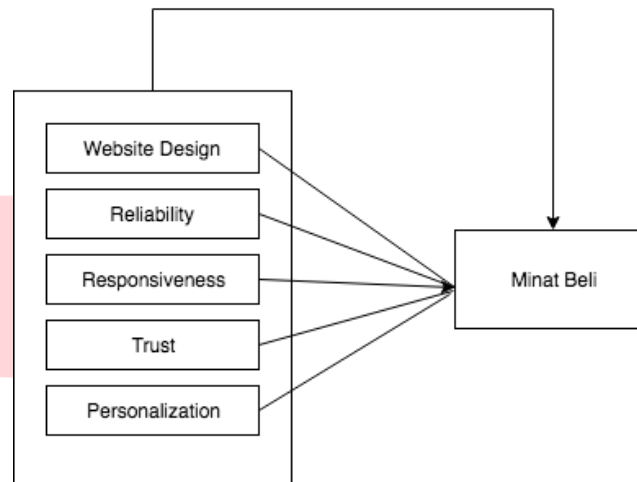 Website Design
Reliability
Responsiveness
Minat Beli
Trust
Personalization